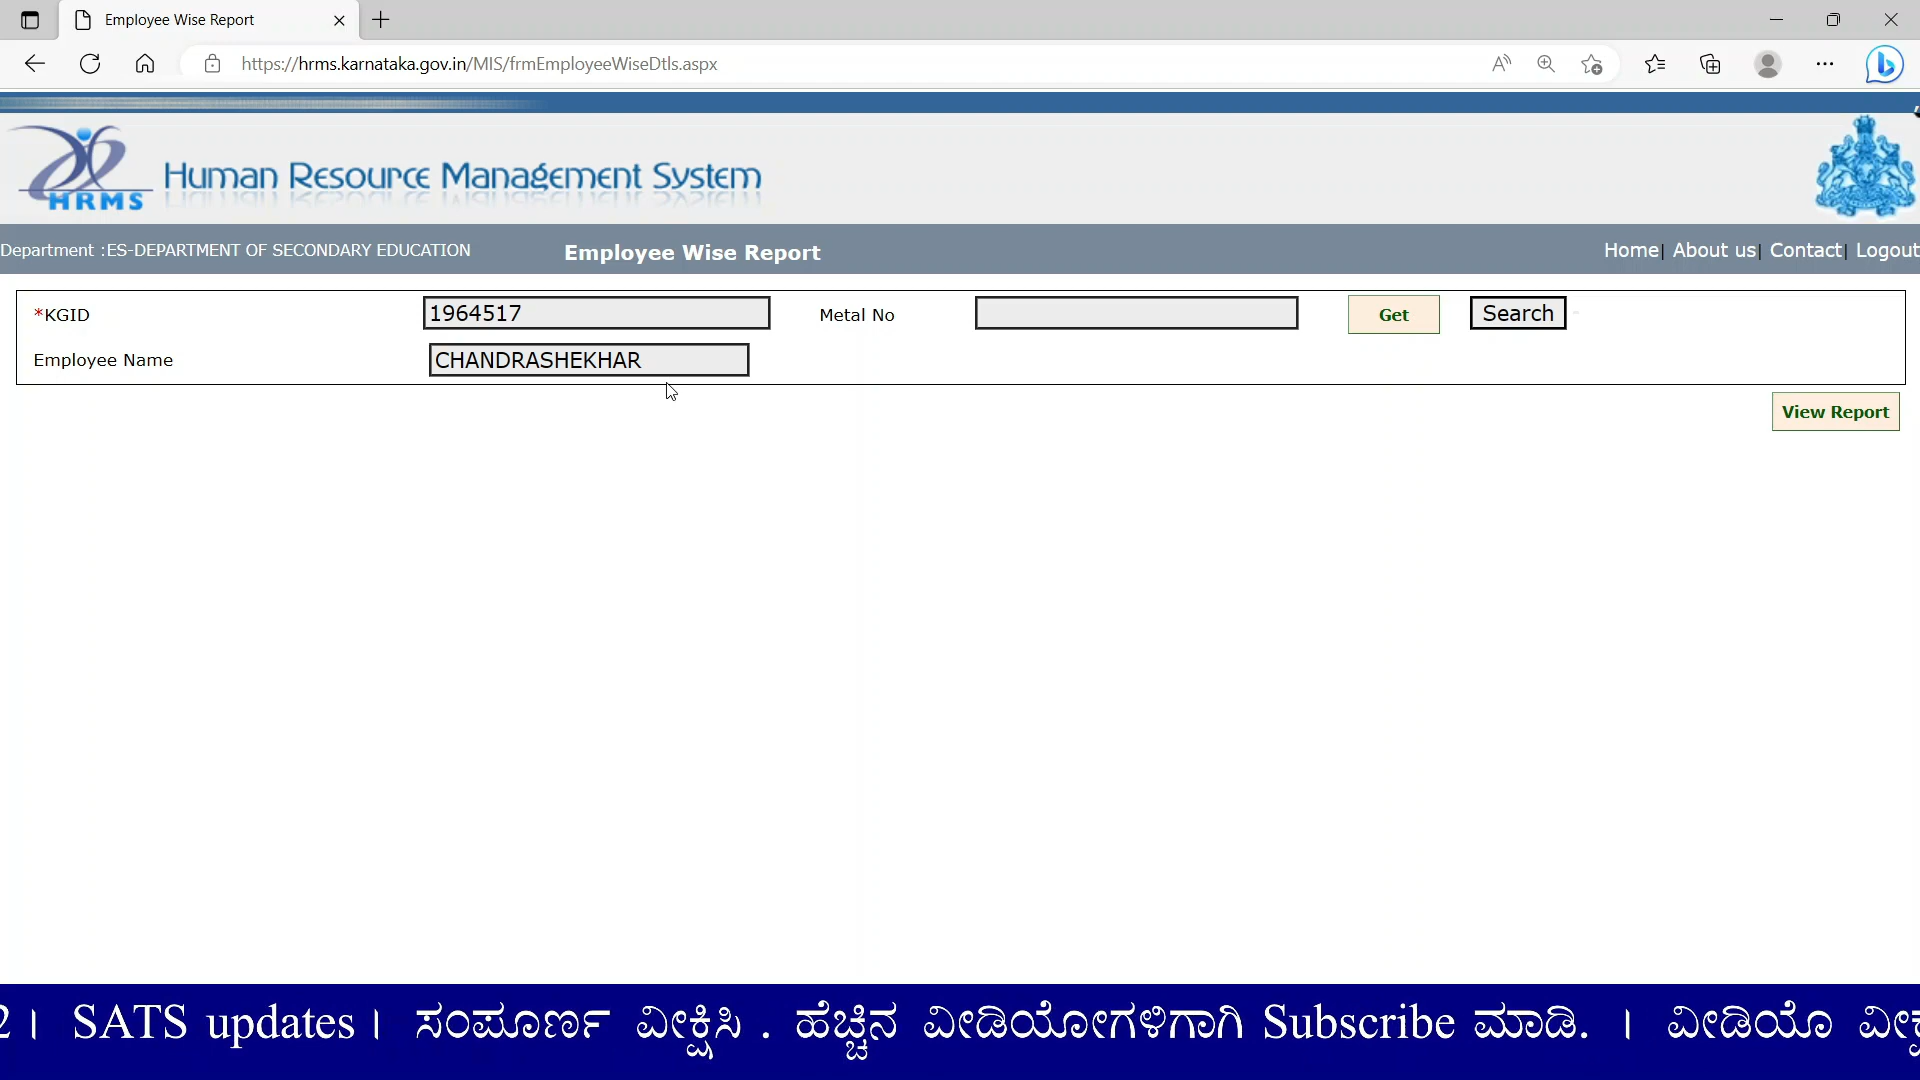 Employee Wise Report
https://hrms.karnataka.gov.in/MIS/frmEmployeeWiseDtls.aspx
HRMS Human Resource Management System
Department :ES-DEPARTMENT OF SECONDARY EDUCATION Employee Wise Report Home| About us| Contact| Logout
*KGID 1964517 Metal No Get Search
Employee Name CHANDRASHEKHAR
View Report
2। SATS updates। ಸಂಪೂರ್ಣ ವೀಕ್ಷಿಸಿ . ಹೆಚ್ಚಿನ ವೀಡಿಯೋಗಳಿಗಾಗಿ Subscribe ಮಾಡಿ. । ವೀಡಿಯೊ